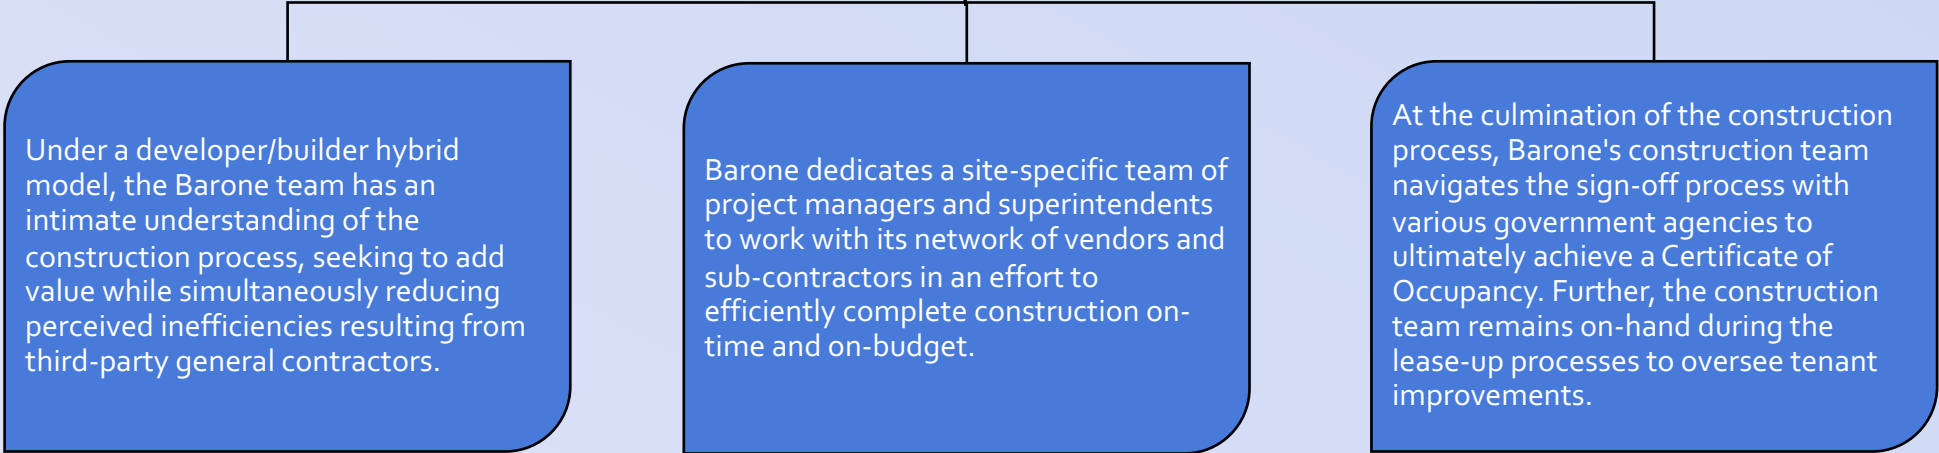 Under a developer/builder hybrid
model, the Barone team has an
intimate understanding of the
construction process, seeking to add
value while simultaneously reducing
perceived inefficiencies resulting from
third-party general contractors.
Barone dedicates a site-specific team of
project managers and superintendents
to work with its network of vendors and
sub-contractors in an effort to
efficiently complete construction on-
time and on-budget.
At the culmination of the construction
process, Barone's construction team
navigates the sign-off process with
various government agencies to
ultimately achieve a Certificate of
Occupancy. Further, the construction
team remains on-hand during the
lease-up processes to oversee tenant
improvements.